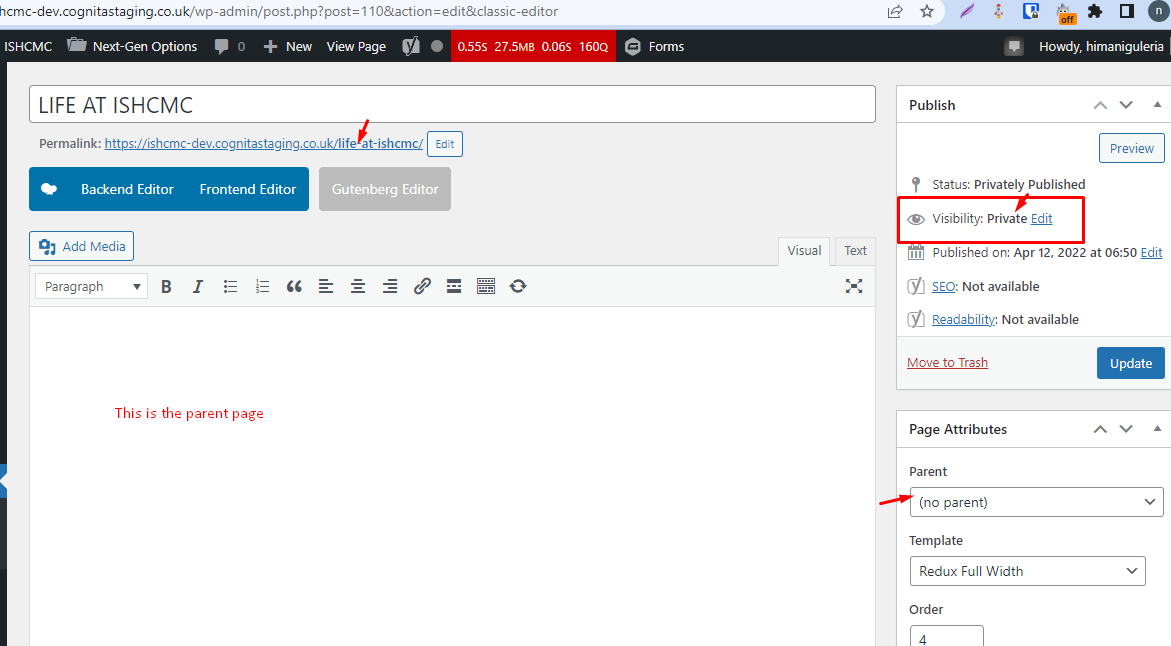 hcmc-dev.cognitastaging.co.uk/wp-admin/post.php?post=110&action=edit&classic-editor
off
n
ISHCMC Next-Gen Options 0 New View Page 0.55S 27.5MB 0.06S 160Q Forms Howdy, himaniguleria
LIFE AT ISHCMC
Permalink: https://ishcmc-dev.cognitastaging.co.uk/life-at-ishcmc/ Edit
Backend Editor Frontend Editor Gutenberg Editor
Add Media
Visual Text
Paragraph B I
This is the parent page
Publish
Preview
Status: Privately Published
Visibility: Private Edit
Published on: Apr 12, 2022 at 06:50 Edit
SEO: Not available
Readability: Not available
Move to Trash Update
Page Attributes
Parent
(no parent)
Template
Redux Full Width
Order
4